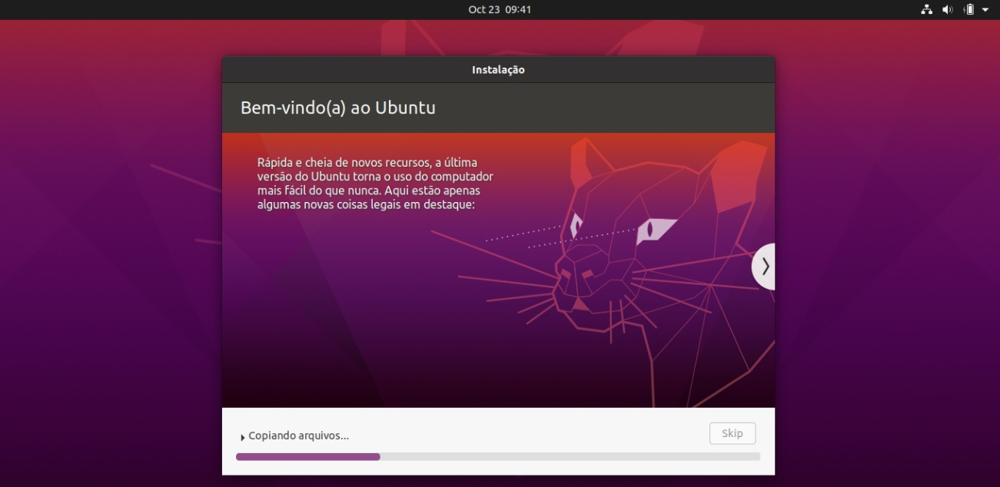 Oct 23 09:41
Instalação
Bem-vindo(a) ao Ubuntu
Rápida e cheia de novos recursos, a última
versão do Ubuntu torna o uso do computador
mais fácil do que nunca. Aqui estão apenas
algumas novas coisas legais em destaque:
Copiando arquivos...
Skip